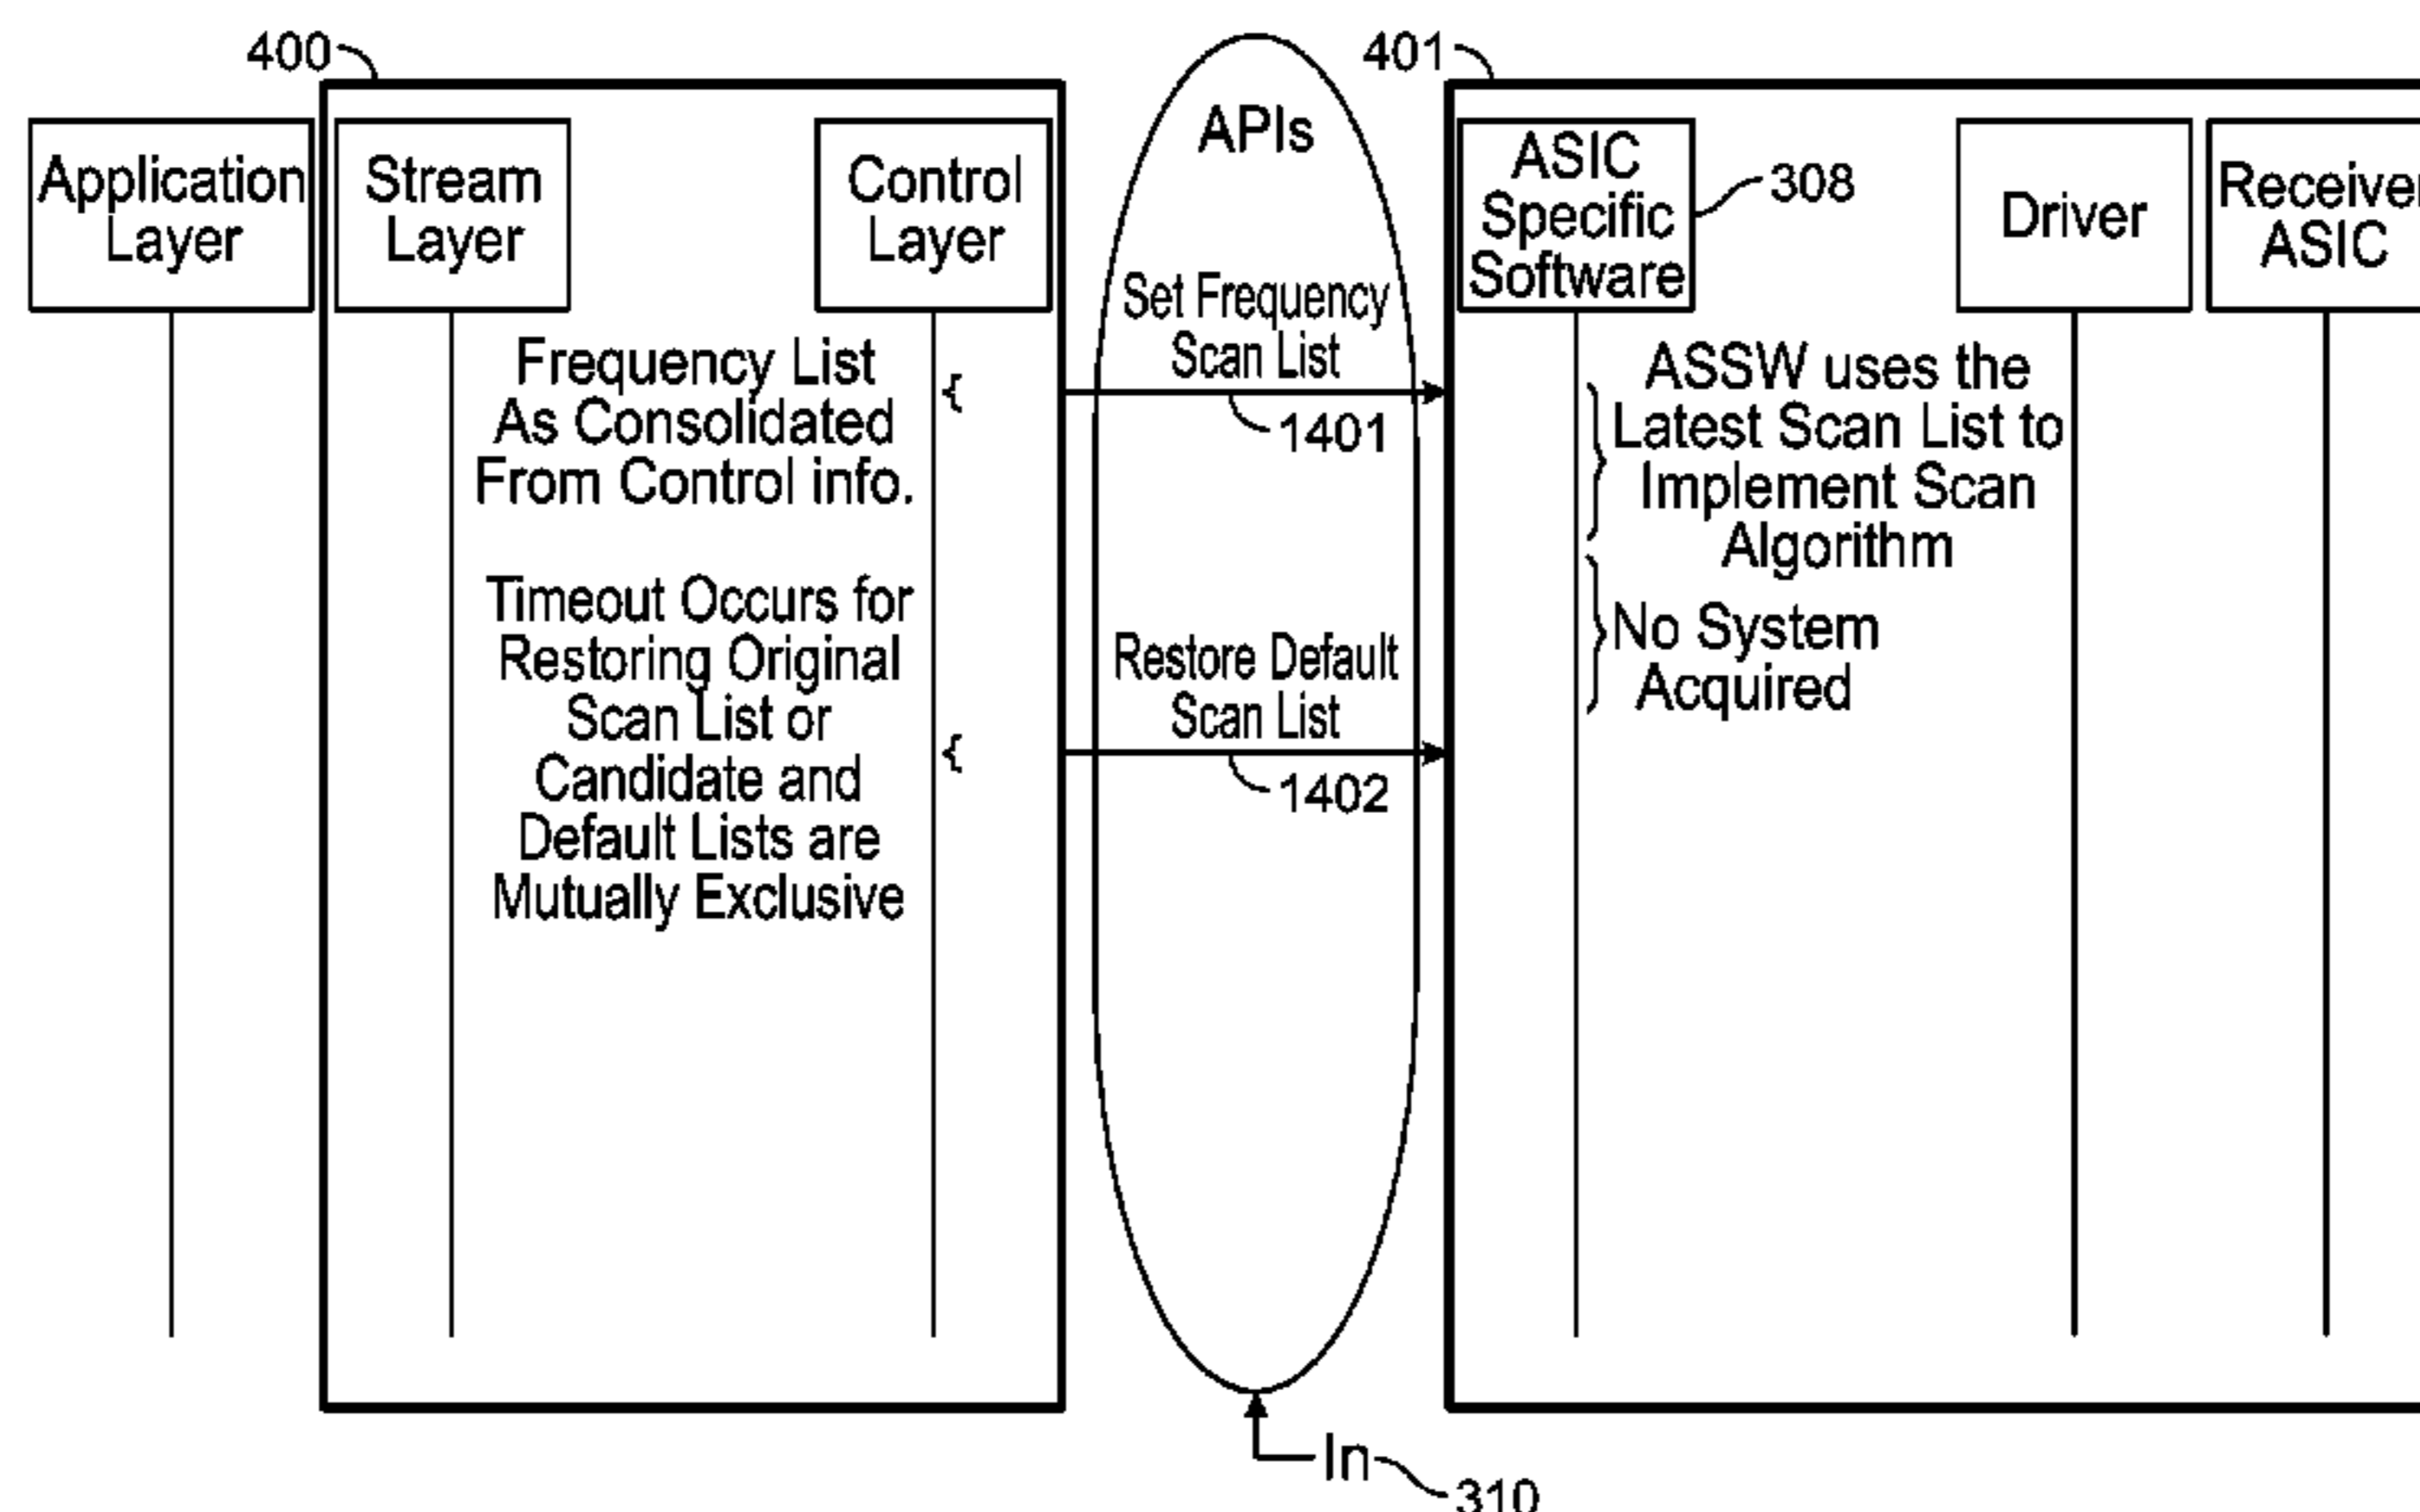 400
401
Application
Layer
Stream
Layer
Control
Layer
APIs
ASIC
Specific
Software
308
Driver
Receiver
ASIC
Set Frequency
Scan List
1401
Frequency List
As Consolidated
From Control info.
{
ASSW uses the
Latest Scan List to
Implement Scan
Algorithm
}
Timeout Occurs for
Restoring Original
Scan List or
Candidate and
Default Lists are
Mutually Exclusive
{
Restore Default
Scan List
1402
No System
Acquired
}
In
310